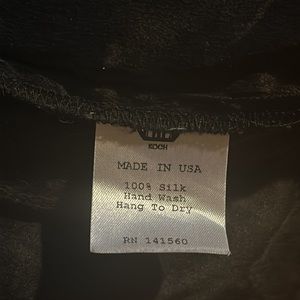 KOCH
MADE IN USA
100% Silk
Hand Wash
Hang To Dry
RN 141560